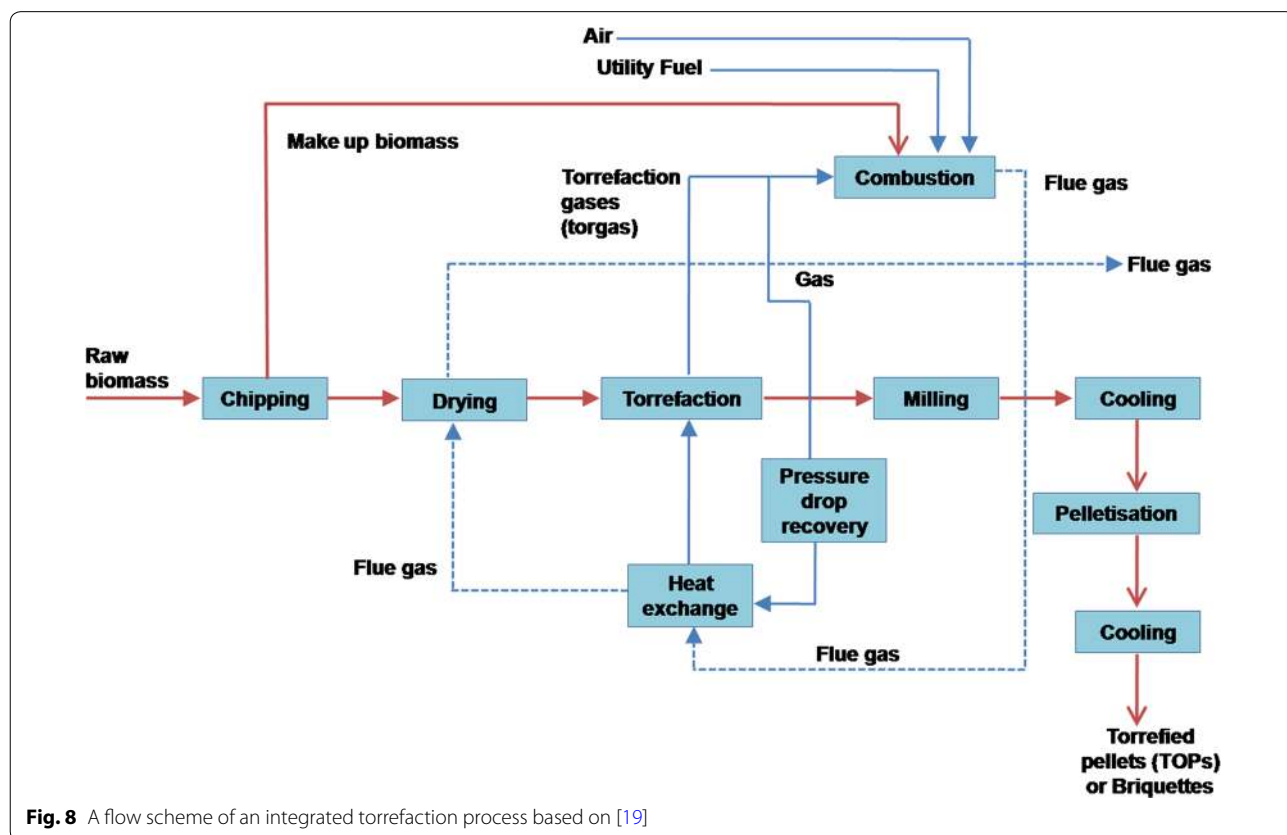 Air
Utility Fuel
Make up biomass
Combustion
Flue gas
Torrefaction
gases
(torgas)
Flue gas
Gas
Raw
biomass
Chipping
Drying
Torrefaction
Milling
Cooling
Pressure
drop
recovery
Pelletisation
Flue gas
Heat
exchange
Cooling
Flue gas
Torrefied
pellets (TOPs)
or Briquettes
Fig. 8 A flow scheme of an integrated torrefaction process based on [19]